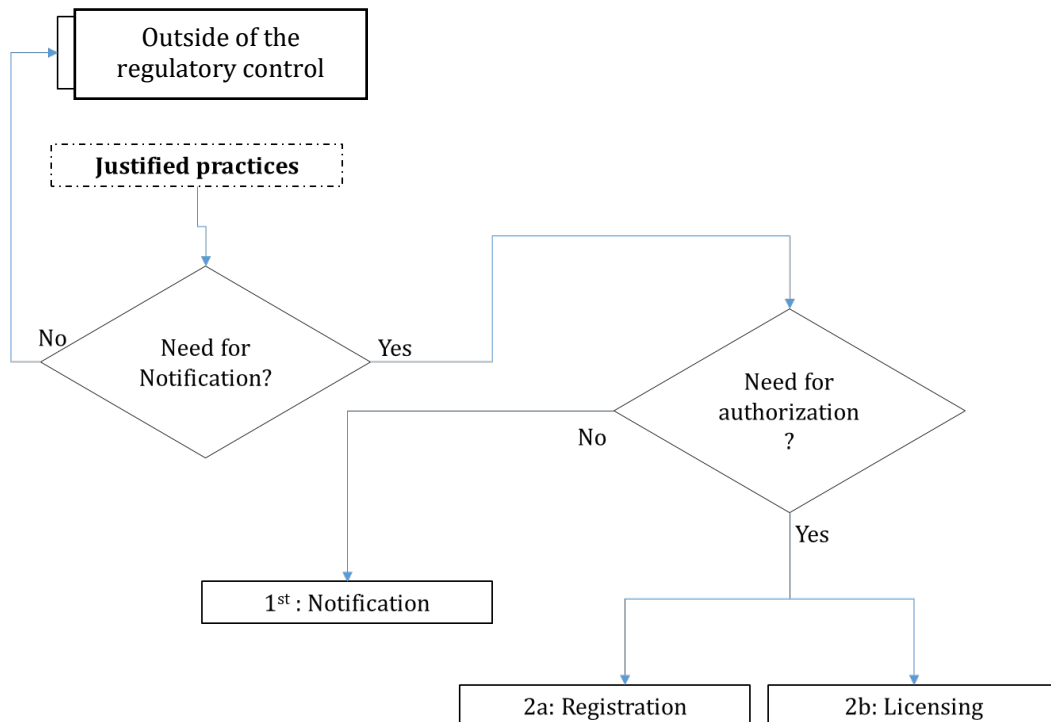 Outside of the
regulatory control
Justified practices
No
Need for
Notification?
Yes
Need for
authorization
?
No
Yes
1st : Notification
2a: Registration
2b: Licensing